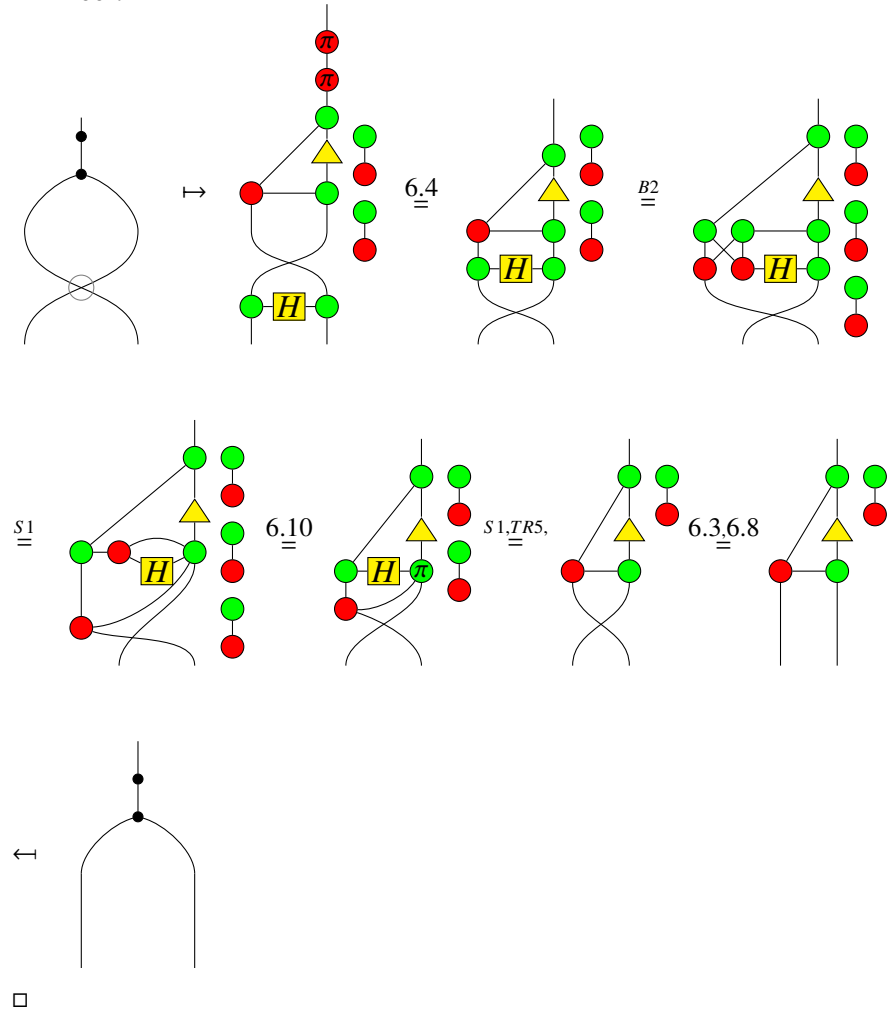 π
π
↦ 6.4 = B2 =
H H H
S1 = 6.10 = S1,TR5, = 6.3,6.8 =
H H π
↤
□